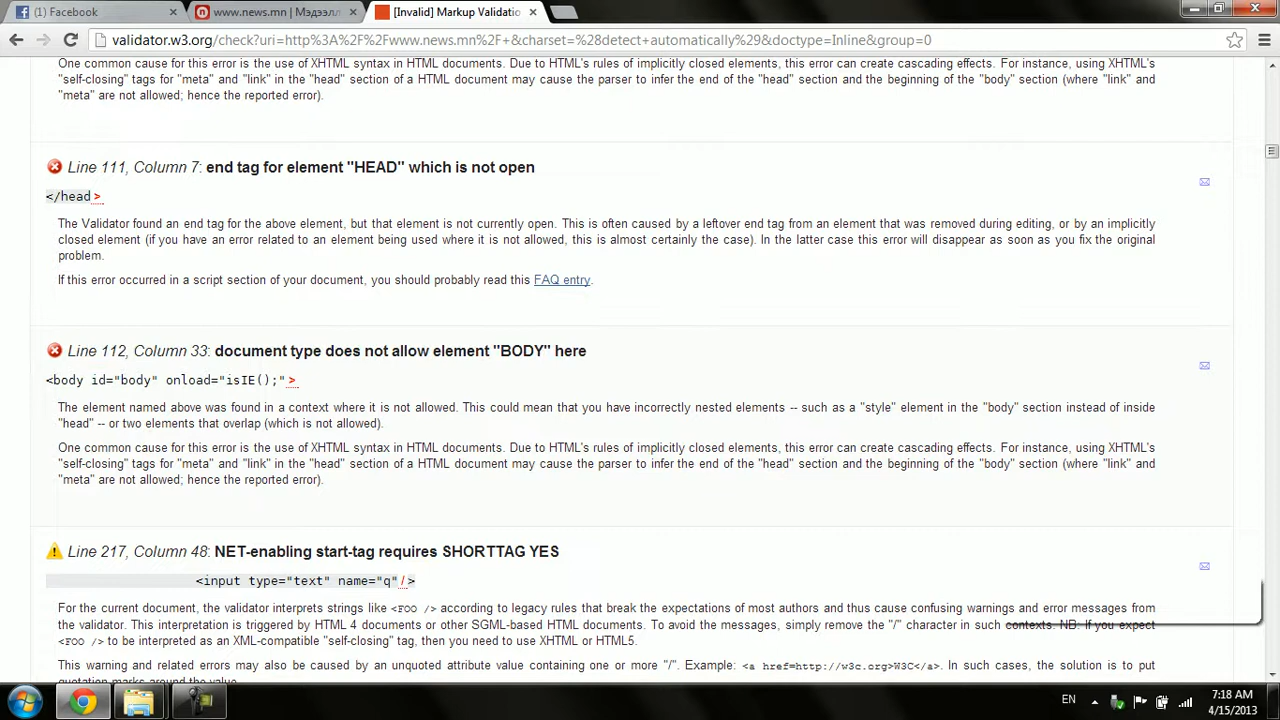 (1) Facebook
www.news.mn | Мэдээлл
[Invalid] Markup Validatio
validator.w3.org/check?uri=http%3A%2F%2Fwww.news.mn%2F+&charset=%28detect+automatically%29&doctype=Inline&group=0
One common cause for this error is the use of XHTML syntax in HTML documents. Due to HTML's rules of implicitly closed elements, this error can create cascading effects. For instance, using XHTML's
"self-closing" tags for "meta" and "link" in the "head" section of a HTML document may cause the parser to infer the end of the "head" section and the beginning of the "body" section (where "link" and
"meta" are not allowed; hence the reported error).
Line 111, Column 7: end tag for element "HEAD" which is not open
</head>
The Validator found an end tag for the above element, but that element is not currently open. This is often caused by a leftover end tag from an element that was removed during editing, or by an implicitly
closed element (if you have an error related to an element being used where it is not allowed, this is almost certainly the case). In the latter case this error will disappear as soon as you fix the original
problem.
If this error occurred in a script section of your document, you should probably read this FAQ entry.
Line 112, Column 33: document type does not allow element "BODY" here
<body id="body" onload="isIE();">
The element named above was found in a context where it is not allowed. This could mean that you have incorrectly nested elements -- such as a "style" element in the "body" section instead of inside
"head" -- or two elements that overlap (which is not allowed).
One common cause for this error is the use of XHTML syntax in HTML documents. Due to HTML's rules of implicitly closed elements, this error can create cascading effects. For instance, using XHTML's
"self-closing" tags for "meta" and "link" in the "head" section of a HTML document may cause the parser to infer the end of the "head" section and the beginning of the "body" section (where "link" and
"meta" are not allowed; hence the reported error).
Line 217, Column 48: NET-enabling start-tag requires SHORTTAG YES
<input type="text" name="q"/>
For the current document, the validator interprets strings like <FOO /> according to legacy rules that break the expectations of most authors and thus cause confusing warnings and error messages from
the validator. This interpretation is triggered by HTML 4 documents or other SGML-based HTML documents. To avoid the messages, simply remove the "/" character in such contexts. NB: If you expect
<FOO /> to be interpreted as an XML-compatible "self-closing" tag, then you need to use XHTML or HTML5.
This warning and related errors may also be caused by an unquoted attribute value containing one or more "/". Example: <a href=http://w3c.org>W3C</a>. In such cases, the solution is to put
quotation marks around the value.
EN
7:18 AM
4/15/2013